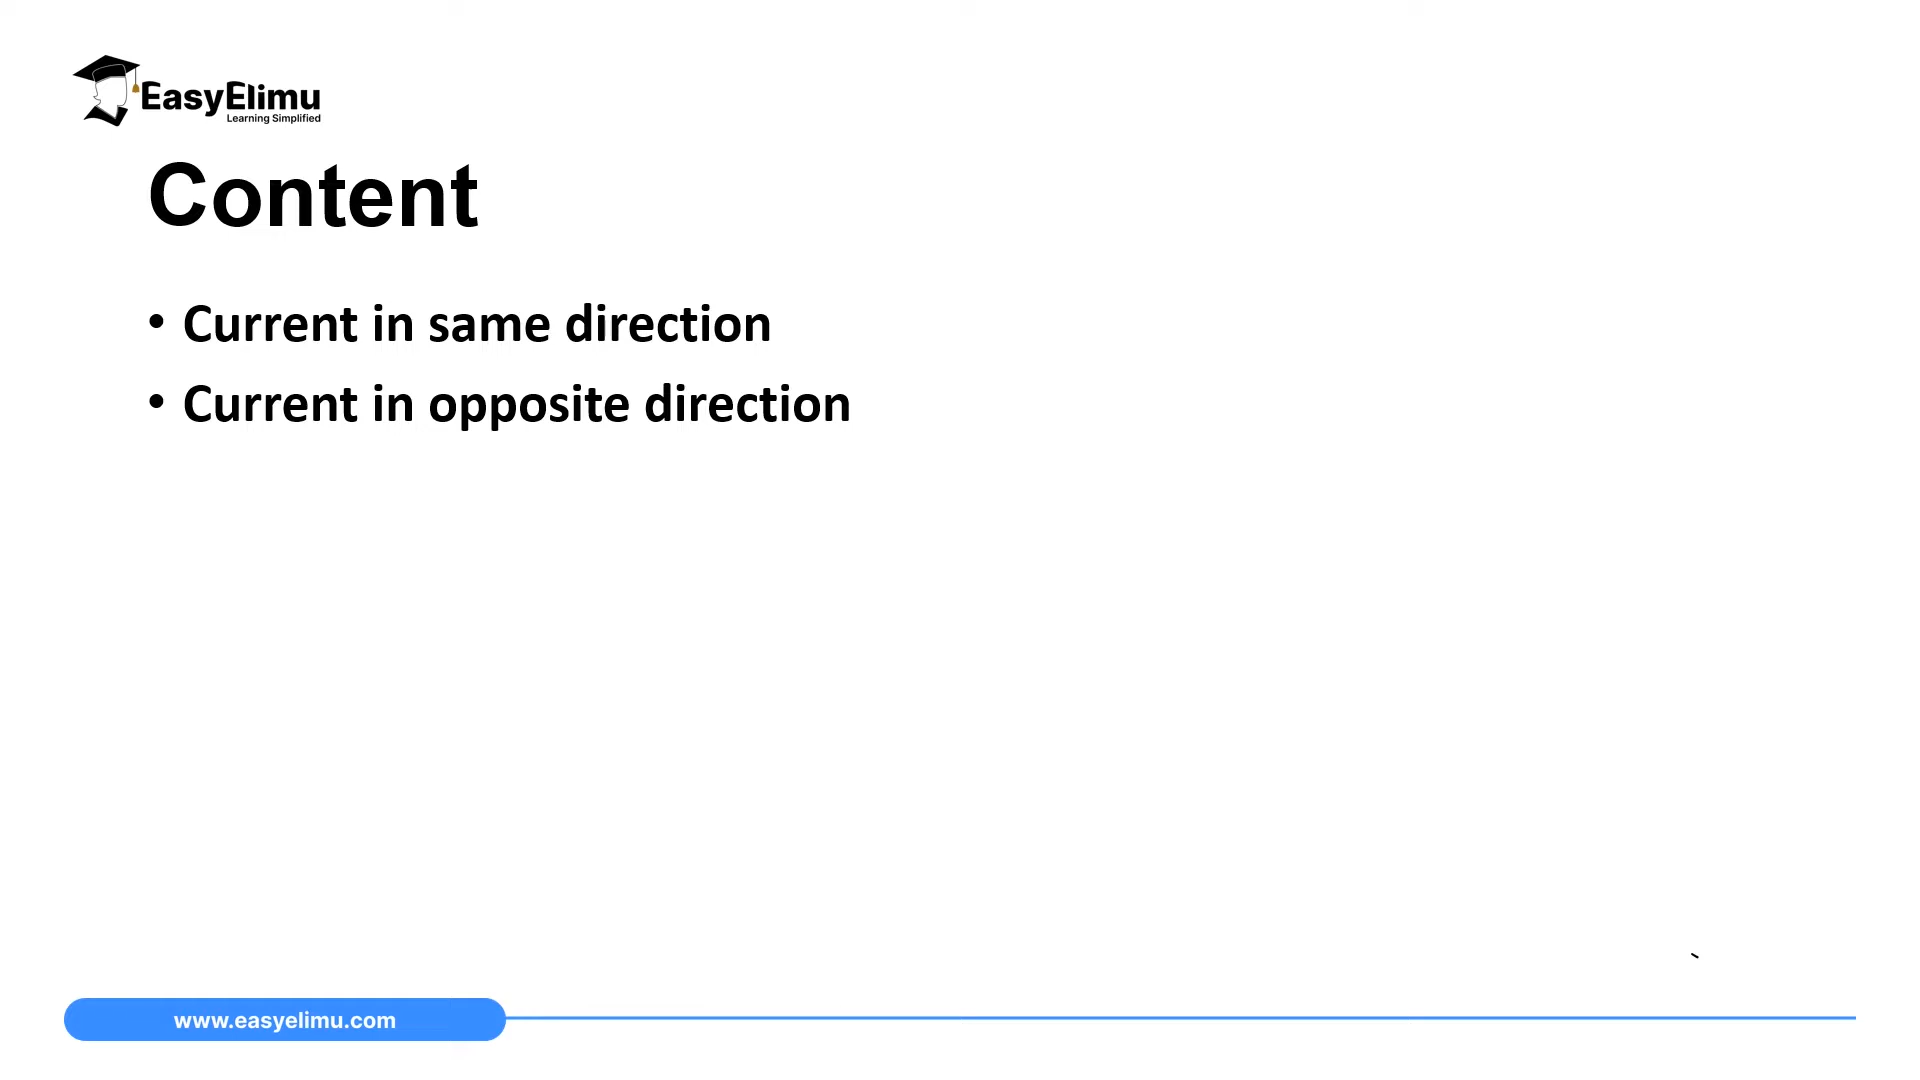 EasyElimu
Learning Simplified
Content
• Current in same direction
• Current in opposite direction
www.easyelimu.com